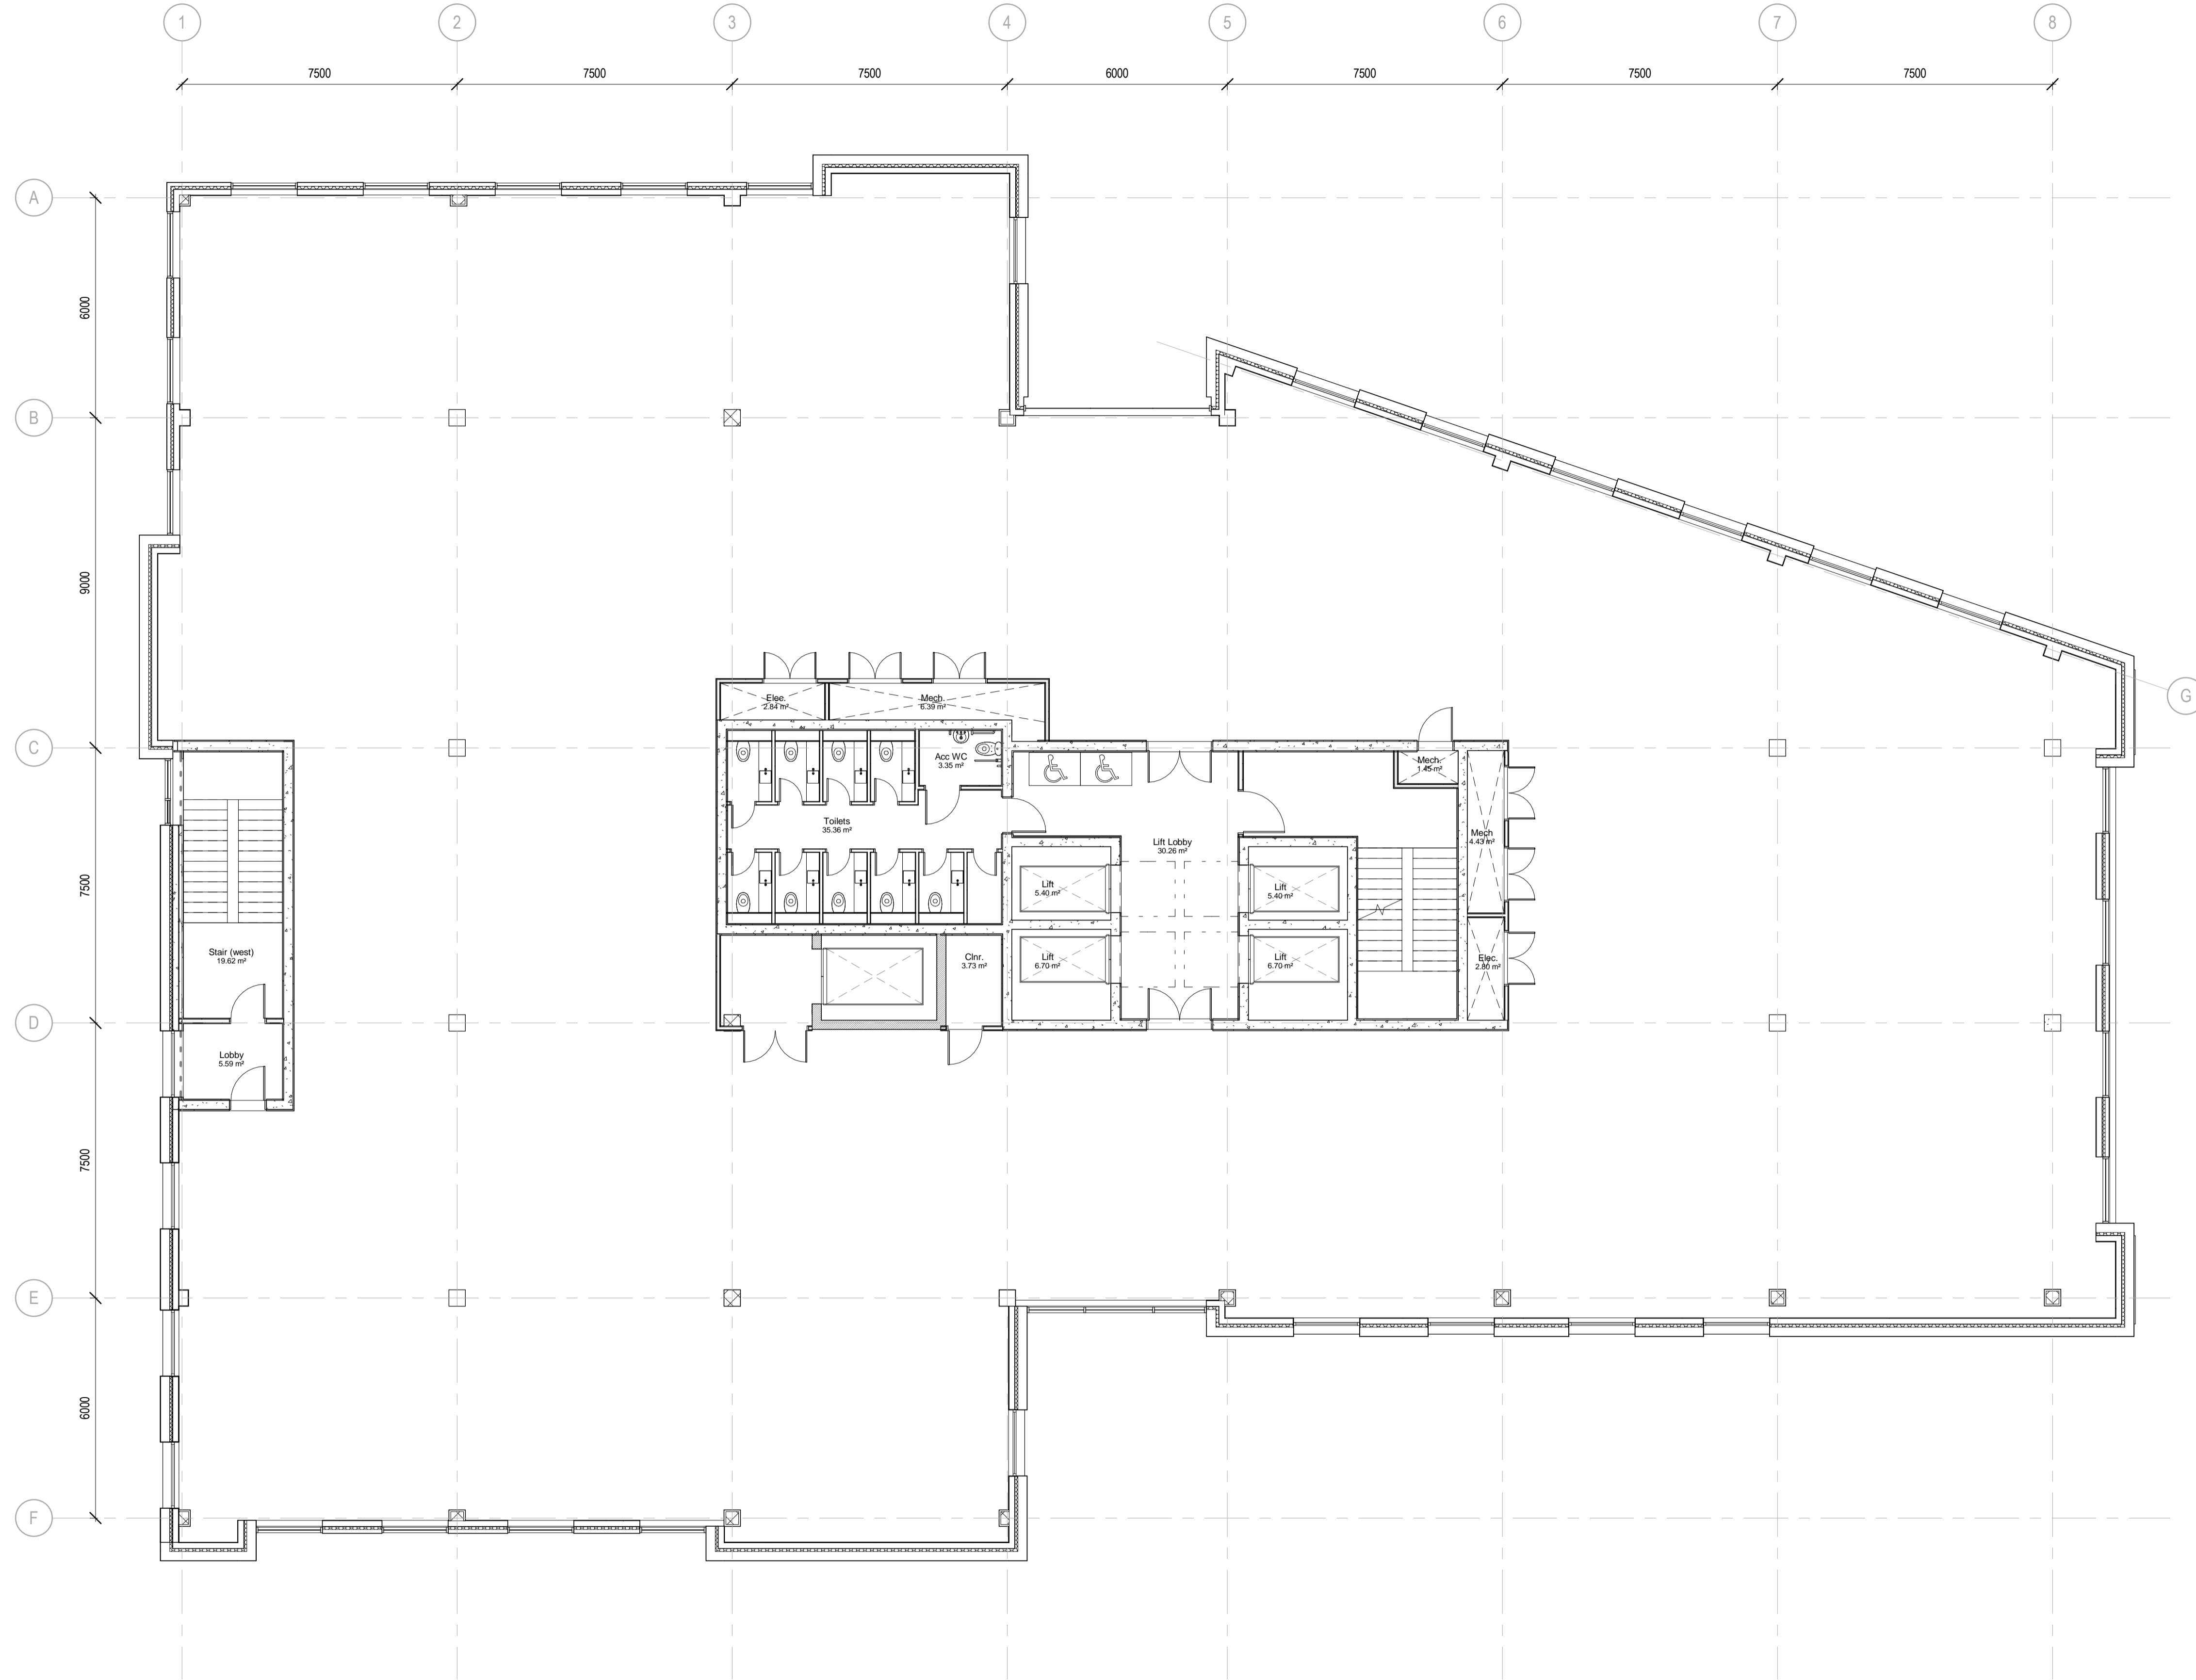 1
2
3
4
5
6
7
8
7500
7500
7500
6000
7500
7500
7500
A
6000
B
9000
G
Elec.
2.84 m²
Mech.
6.39 m²
C
Acc WC
3.35 m²
Mech.
1.45 m²
Toilets
35.36 m²
Lift Lobby
30.26 m²
Mech
4.43 m²
7500
Lift
5.40 m²
Lift
5.40 m²
Stair (west)
19.62 m²
Clnr.
3.73 m²
Lift
6.70 m²
Lift
6.70 m²
Elec.
2.80 m²
D
Lobby
5.59 m²
7500
E
6000
F